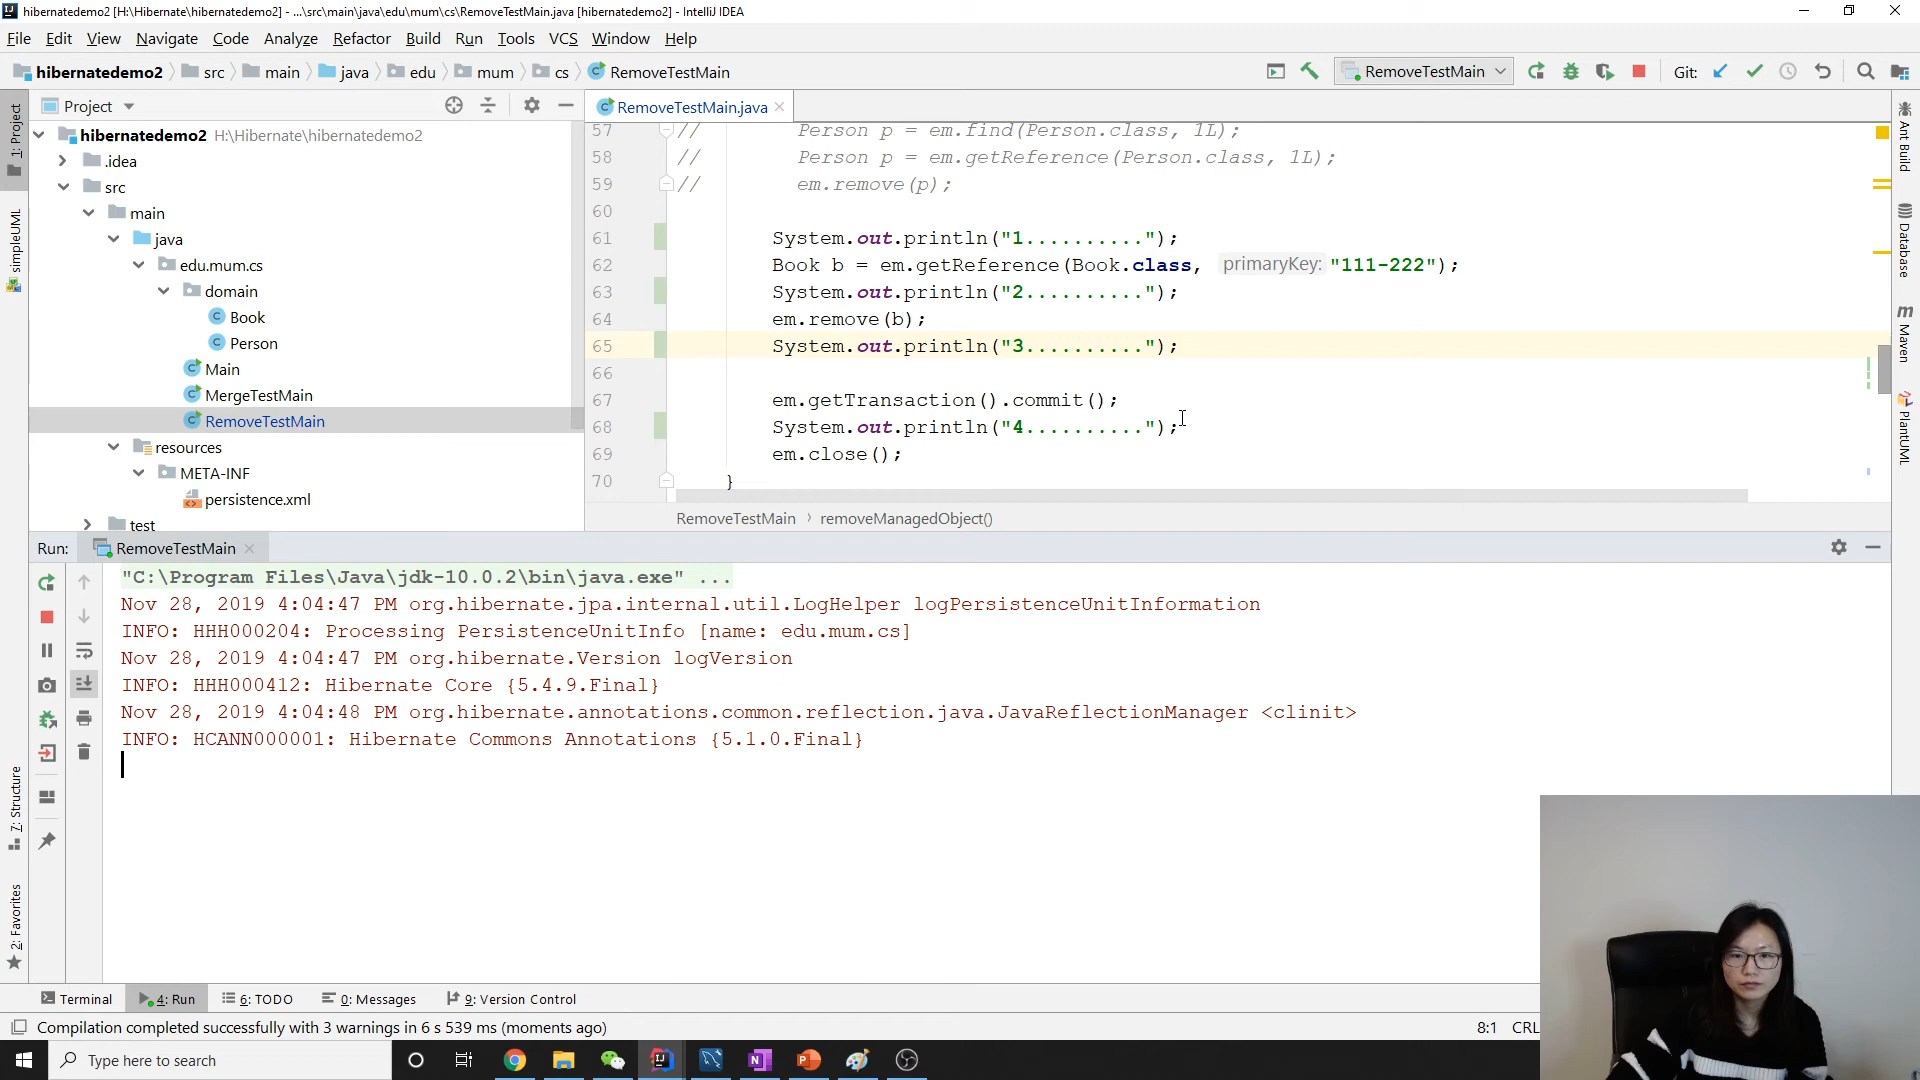 hibernatedemo2 [H:\Hibernate\hibernatedemo2] - ...\src\main\java\edu\mum\cs\RemoveTestMain.java [hibernatedemo2] - IntelliJ IDEA
File Edit View Navigate Code Analyze Refactor Build Run Tools VCS Window Help
hibernatedemo2 src main java edu mum cs RemoveTestMain
RemoveTestMain
Git:
Project
RemoveTestMain.java
1: Project
simpleUML
7: Structure
2: Favorites
hibernatedemo2 H:\Hibernate\hibernatedemo2
.idea
src
main
java
edu.mum.cs
domain
Book
Person
Main
MergeTestMain
RemoveTestMain
resources
META-INF
persistence.xml
test
57 // Person p = em.find(Person.class, 1L);
58 // Person p = em.getReference(Person.class, 1L);
59 // em.remove(p);
60
61 System.out.println("1..........");
62 Book b = em.getReference(Book.class, primaryKey: "111-222");
63 System.out.println("2..........");
64 em.remove(b);
65 System.out.println("3..........");
66
67 em.getTransaction().commit();
68 System.out.println("4..........");
69 em.close();
70 }
RemoveTestMain › removeManagedObject()
Ant Build
Database
Maven
PlantUML
Run: RemoveTestMain
"C:\Program Files\Java\jdk-10.0.2\bin\java.exe" ...
Nov 28, 2019 4:04:47 PM org.hibernate.jpa.internal.util.LogHelper logPersistenceUnitInformation
INFO: HHH000204: Processing PersistenceUnitInfo [name: edu.mum.cs]
Nov 28, 2019 4:04:47 PM org.hibernate.Version logVersion
INFO: HHH000412: Hibernate Core {5.4.9.Final}
Nov 28, 2019 4:04:48 PM org.hibernate.annotations.common.reflection.java.JavaReflectionManager <clinit>
INFO: HCANN000001: Hibernate Commons Annotations {5.1.0.Final}
Terminal 4: Run 6: TODO 0: Messages 9: Version Control
Compilation completed successfully with 3 warnings in 6 s 539 ms (moments ago)
8:1 CRL
Type here to search